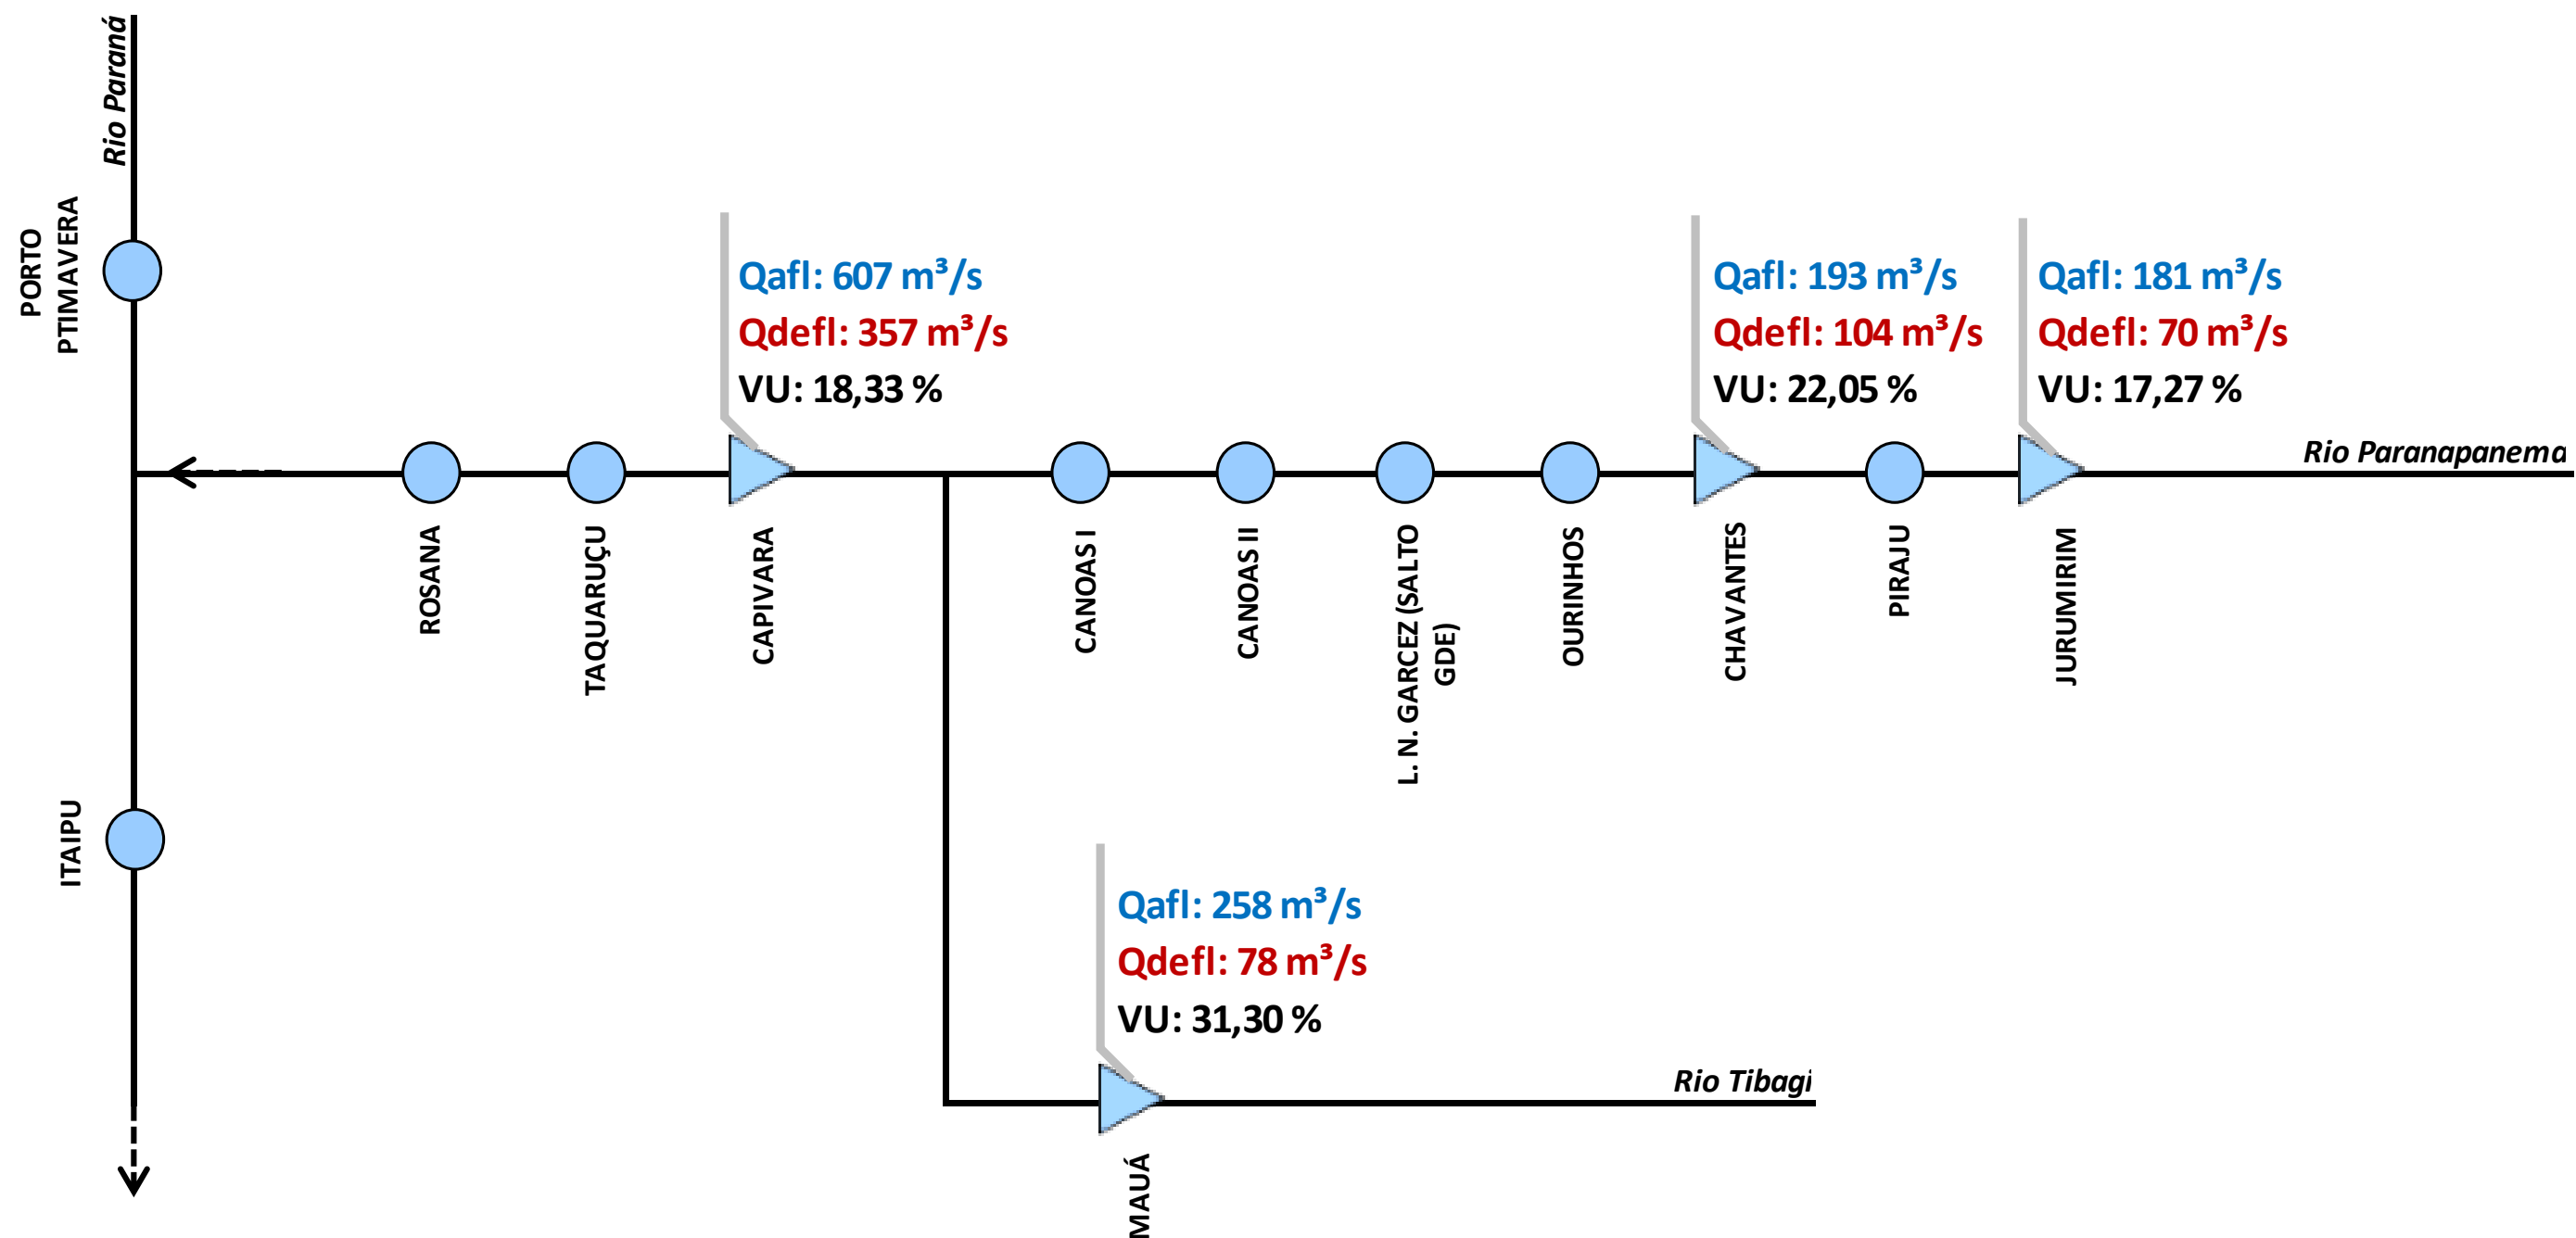 Rio Paraná
PORTO
PTIMAVERA
Qafl: 607 m³/s
Qdefl: 357 m³/s
VU: 18,33 %
Qafl: 193 m³/s
Qdefl: 104 m³/s
VU: 22,05 %
Qafl: 181 m³/s
Qdefl: 70 m³/s
VU: 17,27 %
Rio Paranapanema
ROSANA
TAQUARUÇU
CAPIVARA
CANOAS I
CANOAS II
L. N. GARCEZ (SALTO
GDE)
OURINHOS
CHAVANTES
PIRAJU
JURUMIRIM
ITAIPU
Qafl: 258 m³/s
Qdefl: 78 m³/s
VU: 31,30 %
Rio Tibagi
MAUÁ